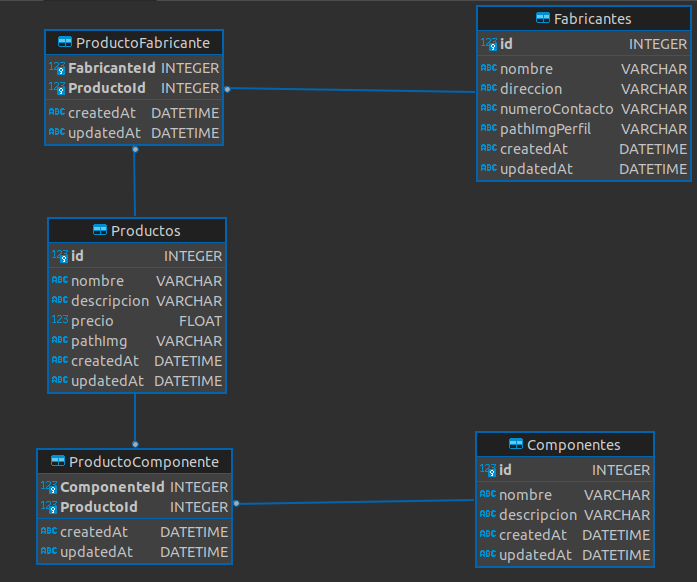 ProductoFabricante
123 FabricanteId INTEGER
123 ProductoId INTEGER
ABC createdAt DATETIME
ABC updatedAt DATETIME
Fabricantes
123 id INTEGER
ABC nombre VARCHAR
ABC direccion VARCHAR
ABC numeroContacto VARCHAR
ABC pathImgPerfil VARCHAR
ABC createdAt DATETIME
ABC updatedAt DATETIME
Productos
123 id INTEGER
ABC nombre VARCHAR
ABC descripcion VARCHAR
123 precio FLOAT
ABC pathImg VARCHAR
ABC createdAt DATETIME
ABC updatedAt DATETIME
ProductoComponente
123 ComponenteId INTEGER
123 ProductoId INTEGER
ABC createdAt DATETIME
ABC updatedAt DATETIME
Componentes
123 id INTEGER
ABC nombre VARCHAR
ABC descripcion VARCHAR
ABC createdAt DATETIME
ABC updatedAt DATETIME